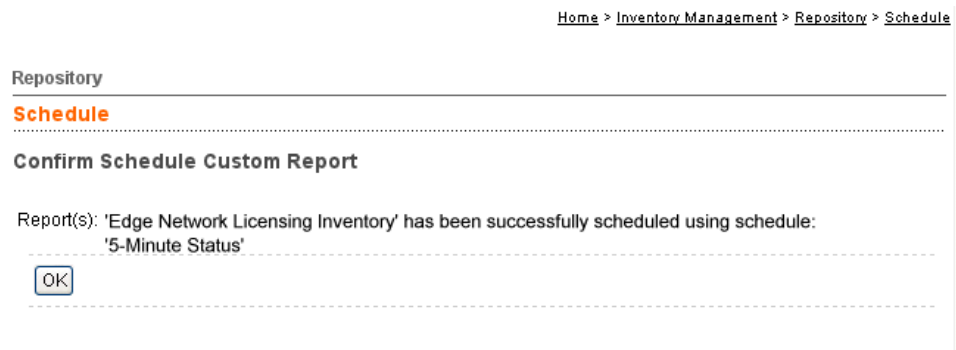 Home > Inventory Management > Repository > Schedule
Repository
Schedule
Confirm Schedule Custom Report
Report(s): 'Edge Network Licensing Inventory' has been successfully scheduled using schedule:
'5-Minute Status'
OK